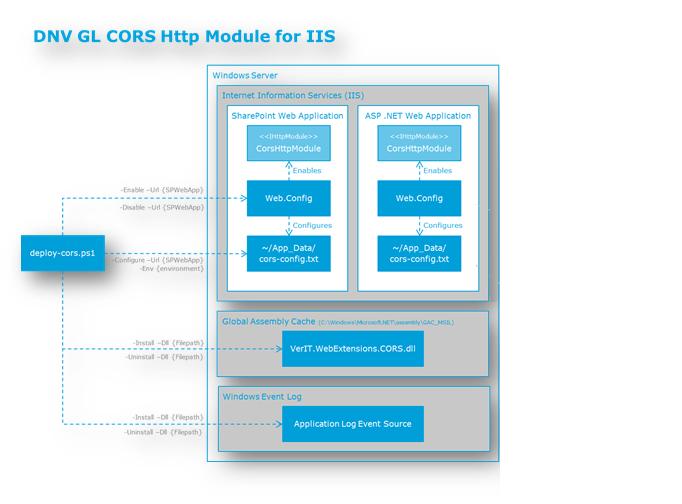 DNV GL CORS Http Module for IIS
Windows Server
Internet Information Services (IIS)
SharePoint Web Application
ASP .NET Web Application
<<IHttpModule>>
CorsHttpModule
<<IHttpModule>>
CorsHttpModule
Enables
Enables
-Enable –Url {SPWebApp}
-Disable –Url {SPWebApp}
Web.Config
Web.Config
Configures
Configures
deploy-cors.ps1
-Configure –Url {SPWebApp}
-Env {environment}
~/App_Data/
cors-config.txt
~/App_Data/
cors-config.txt
Global Assembly Cache (C:\Windows\Microsoft.NET\assembly\GAC_MSIL)
-Install –Dll {Filepath}
-Uninstall –Dll {Filepath}
VerIT.WebExtensions.CORS.dll
Windows Event Log
-Install –Dll {Filepath}
-Uninstall –Dll {Filepath}
Application Log Event Source